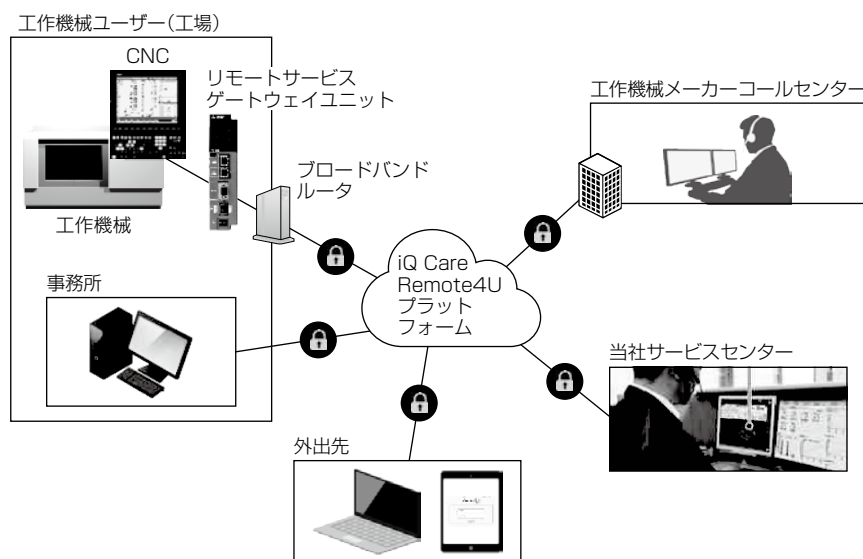 工作機械ユーザー(工場)
CNC
リモートサービス
ゲートウェイユニット
ブロードバンド
ルータ
工作機械
工作機械メーカーコールセンター
iQ Care
Remote4U
プラット
フォーム
事務所
当社サービスセンター
外出先